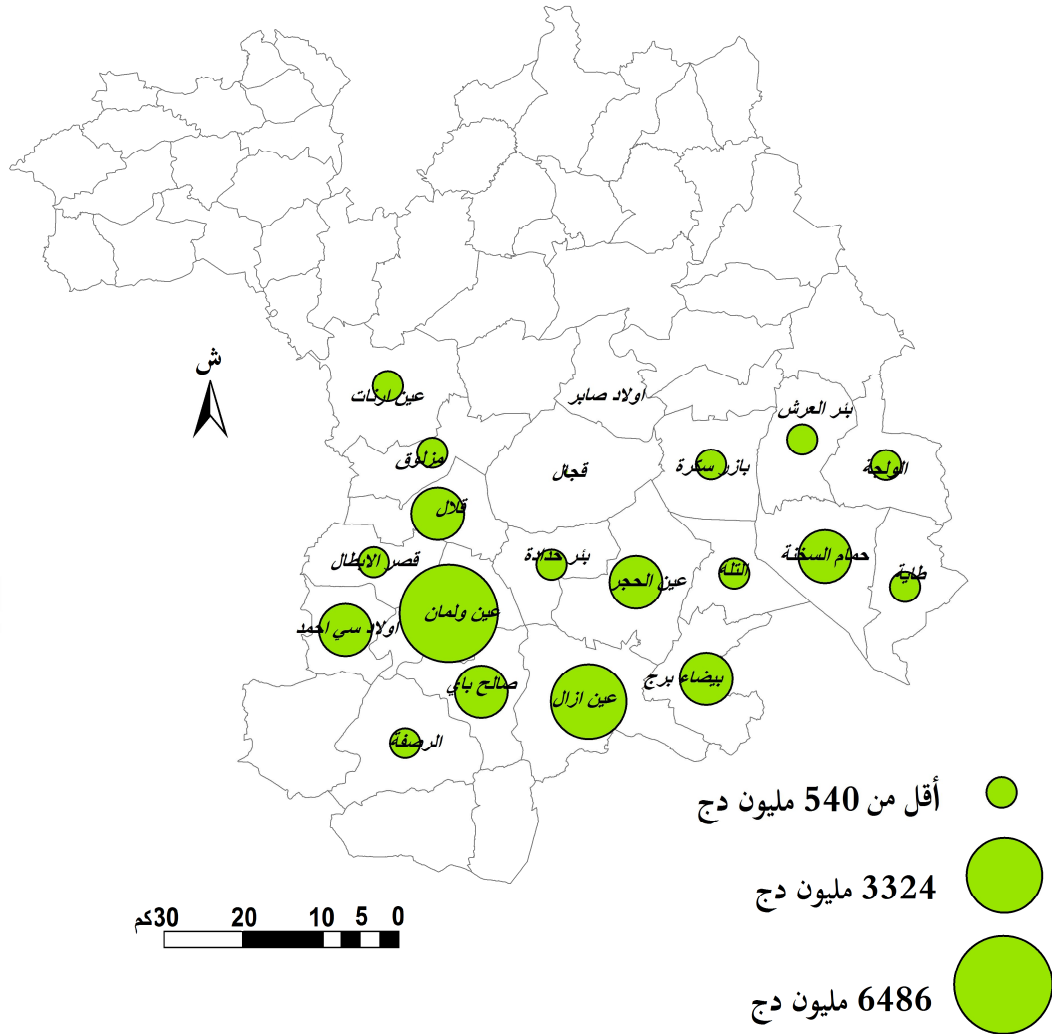 ش
عين ارنات
اولاد صابر
بئر العرش
مزلوق
قجال
بازر سكرة
الولجة
قلال
قصر الابطال
بئر حدادة
عين الحجر
التلة
حمام السخنة
طاية
اولاد سي احمد
عين ولمان
صالح باي
عين ازال
بيضاء برج
الرصفة
أقل من 540 مليون دج
3324 مليون دج
6486 مليون دج
30كم 20 10 5 0